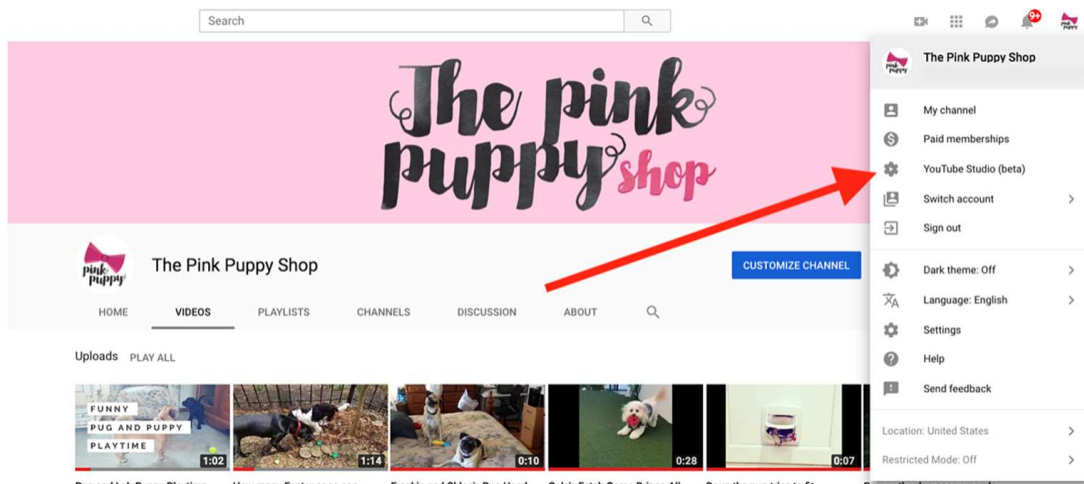 Search
9+
The pink
puppy shop
The Pink Puppy Shop
My channel
Paid memberships
YouTube Studio (beta)
Switch account
Sign out
Dark theme: Off
Language: English
Settings
Help
Send feedback
Location: United States
Restricted Mode: Off
pink
puppy
The Pink Puppy Shop
CUSTOMIZE CHANNEL
HOME VIDEOS PLAYLISTS CHANNELS DISCUSSION ABOUT
Uploads PLAY ALL
FUNNY
PUG AND PUPPY
PLAYTIME
1:02
1:14
0:10
0:28
0:07